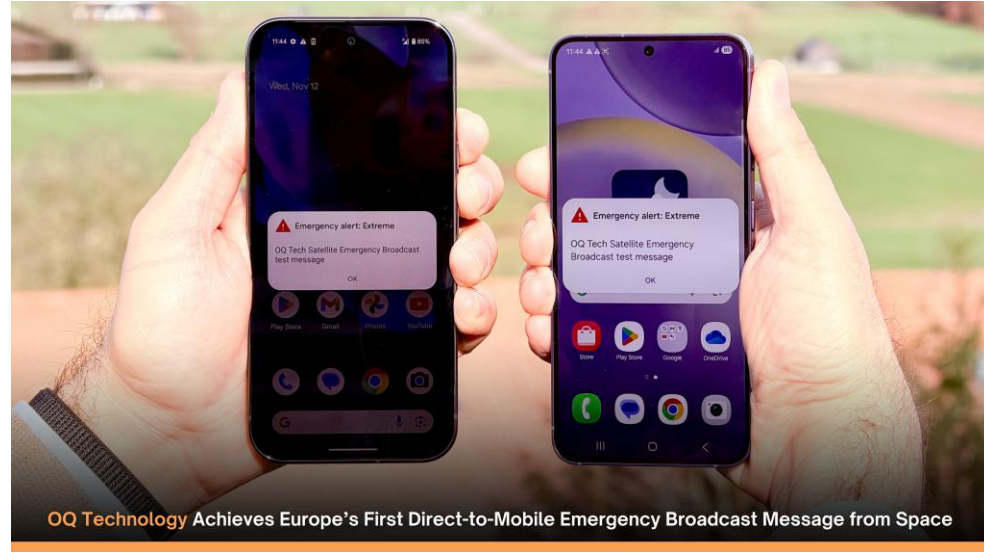 11:44
85%
Wed, Nov 12
Emergency alert: Extreme
OQ Tech Satellite Emergency Broadcast
test message
OK
Play Store Gmail Photos YouTube
11:44
Emergency alert: Extreme
OQ Tech Satellite Emergency
Broadcast test message
OK
Store Play Store Google OneDrive
OQ Technology Achieves Europe's First Direct-to-Mobile Emergency Broadcast Message from Space